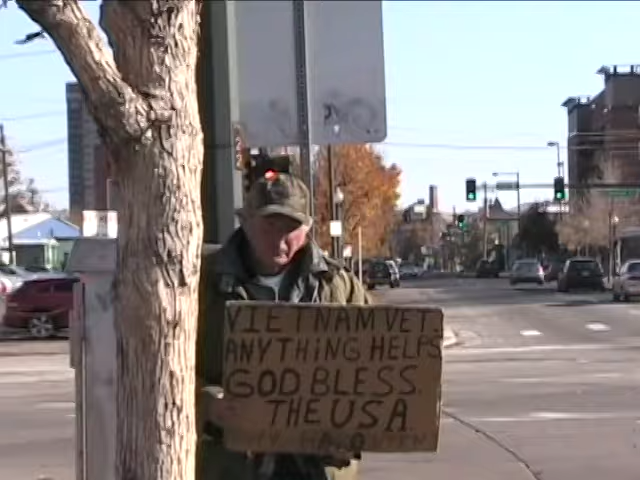 VIETNAM VET.
ANYTHING HELPS
GOD BLESS
THE USA